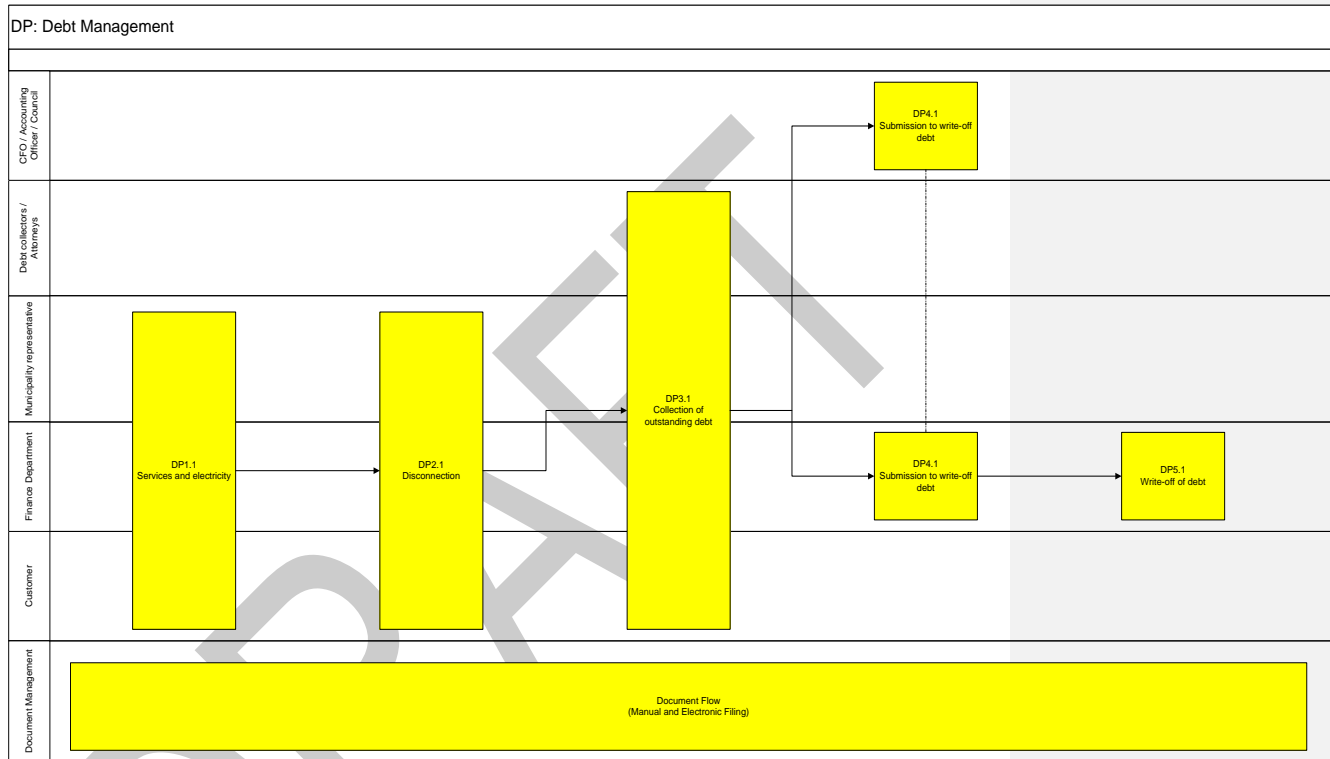 DP: Debt Management
CFO / Accounting
Officer / Council
DP4.1
Submission to write-off
debt
Debt collectors /
Attorneys
Municipality representative
DP3.1
Collection of
outstanding debt
Finance Department
DP1.1
Services and electricity
DP2.1
Disconnection
DP4.1
Submission to write-off
debt
DP5.1
Write-off of debt
Customer
Document Management
Document Flow
(Manual and Electronic Filing)
DRAFT